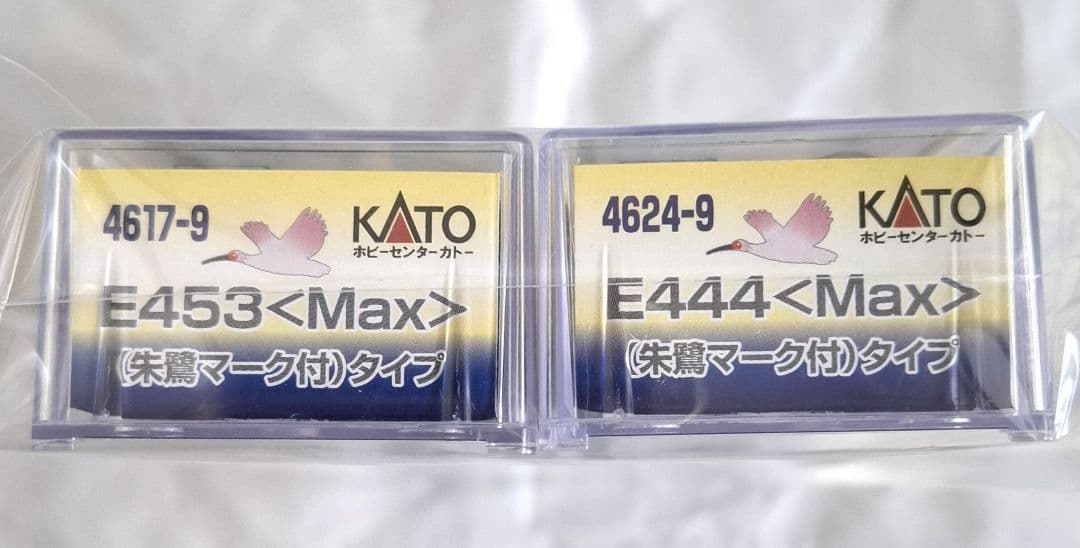 4617-9
KATO
ホビーセンターカトー
E453<Max>
(朱鷺マーク付)タイプ
4624-9
KATO
ホビーセンターカトー
E444<Max>
(朱鷺マーク付)タイプ